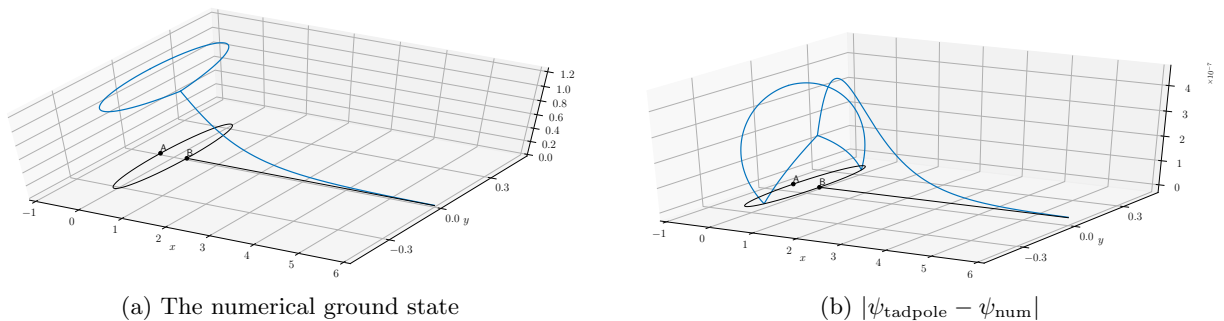 1.2
1.0
0.8
0.6
0.4
0.2
0.0
A
B
0.3
0.0 y
−0.3
−1 0 1 2 3 4 5 6
x
(a) The numerical ground state
×10⁻⁷
4
3
2
1
0
A
B
0.3
0.0 y
−0.3
−1 0 1 2 3 4 5 6
x
(b) |ψtadpole − ψnum|